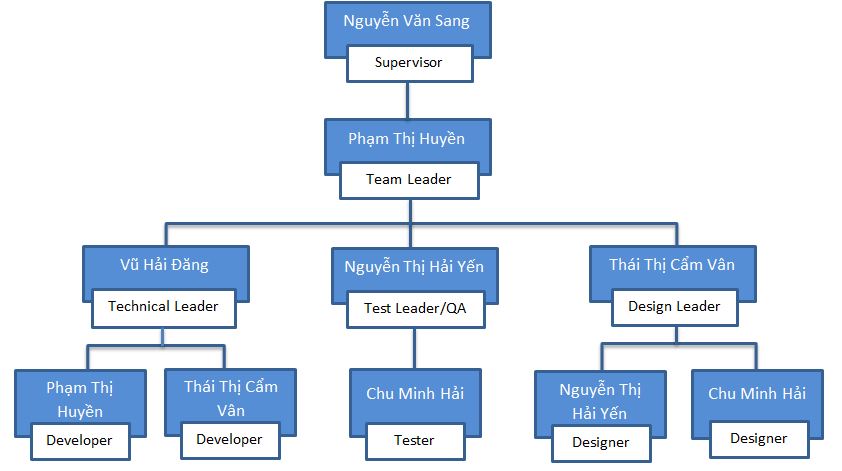 Nguyễn Văn Sang
Supervisor
Phạm Thị Huyền
Team Leader
Vũ Hải Đăng
Technical Leader
Nguyễn Thị Hải Yến
Test Leader/QA
Thái Thị Cẩm Vân
Design Leader
Phạm Thị
Huyền
Developer
Thái Thị Cẩm
Vân
Developer
Chu Minh Hải
Tester
Nguyễn Thị
Hải Yến
Designer
Chu Minh Hải
Designer